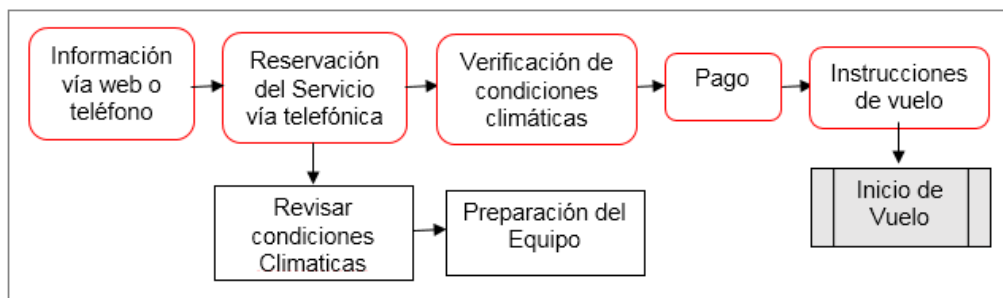 Información
vía web o
teléfono
Reservación
del Servicio
vía telefónica
Verificación de
condiciones
climáticas
Pago
Instrucciones
de vuelo
Revisar
condiciones
Climaticas
Preparación del
Equipo
Inicio de
Vuelo